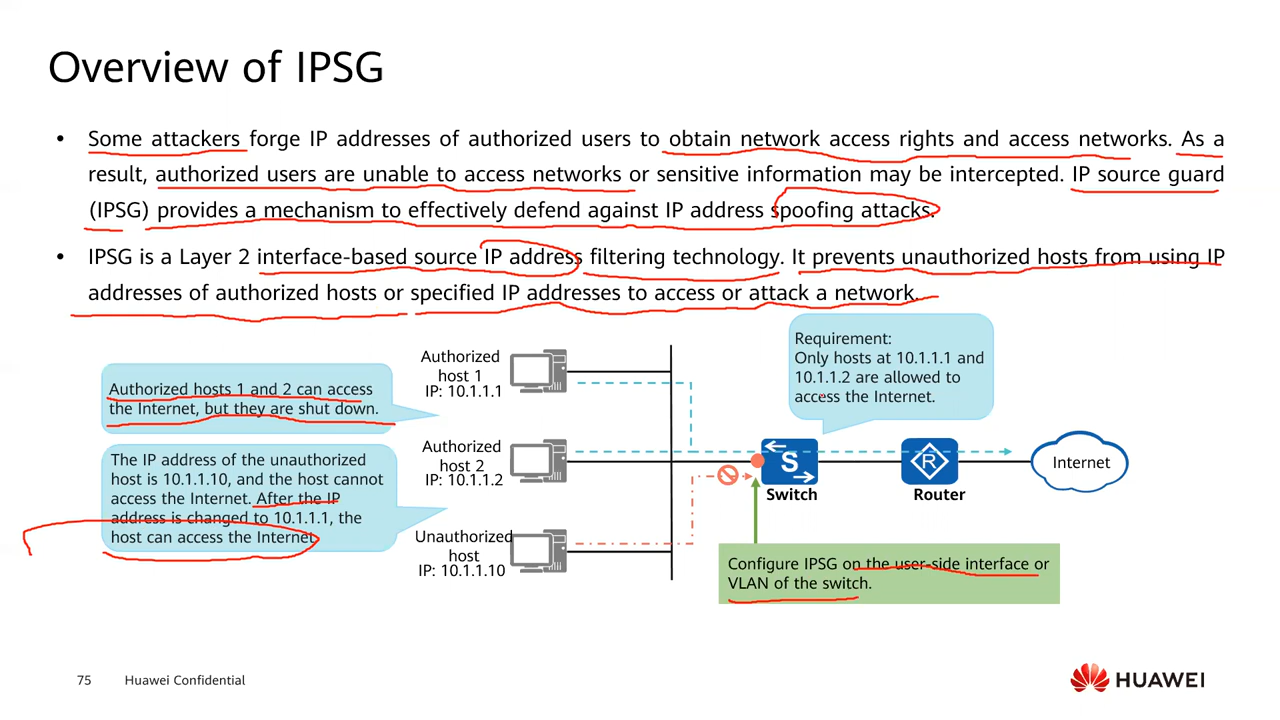 Overview of IPSG
• Some attackers forge IP addresses of authorized users to obtain network access rights and access networks. As a
result, authorized users are unable to access networks or sensitive information may be intercepted. IP source guard
(IPSG) provides a mechanism to effectively defend against IP address spoofing attacks.
• IPSG is a Layer 2 interface-based source IP address filtering technology. It prevents unauthorized hosts from using IP
addresses of authorized hosts or specified IP addresses to access or attack a network.
Authorized hosts 1 and 2 can access
the Internet, but they are shut down.
The IP address of the unauthorized
host is 10.1.1.10, and the host cannot
access the Internet. After the IP
address is changed to 10.1.1.1, the
host can access the Internet.
Authorized
host 1
IP: 10.1.1.1
Authorized
host 2
IP: 10.1.1.2
Unauthorized
host
IP: 10.1.1.10
Requirement:
Only hosts at 10.1.1.1 and
10.1.1.2 are allowed to
access the Internet.
S
Switch
R
Router
Internet
Configure IPSG on the user-side interface or
VLAN of the switch.
75
Huawei Confidential
HUAWEI